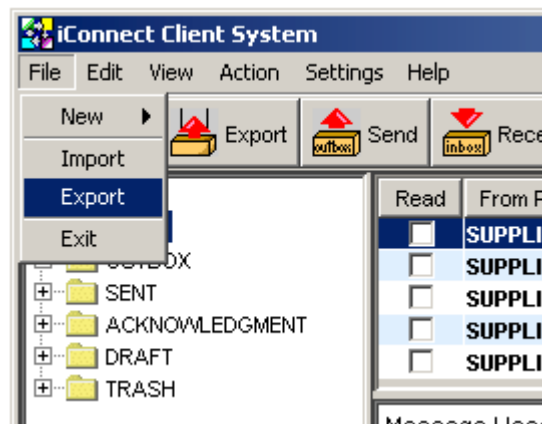 iConnect Client System
File Edit View Action Settings Help
New
Import
Export
Exit
Export
Send
outbox
inbox
Read
SUPPLI
SUPPLI
SUPPLI
SUPPLI
SUPPLI
SENT
ACKNOWLEDGMENT
DRAFT
TRASH
From